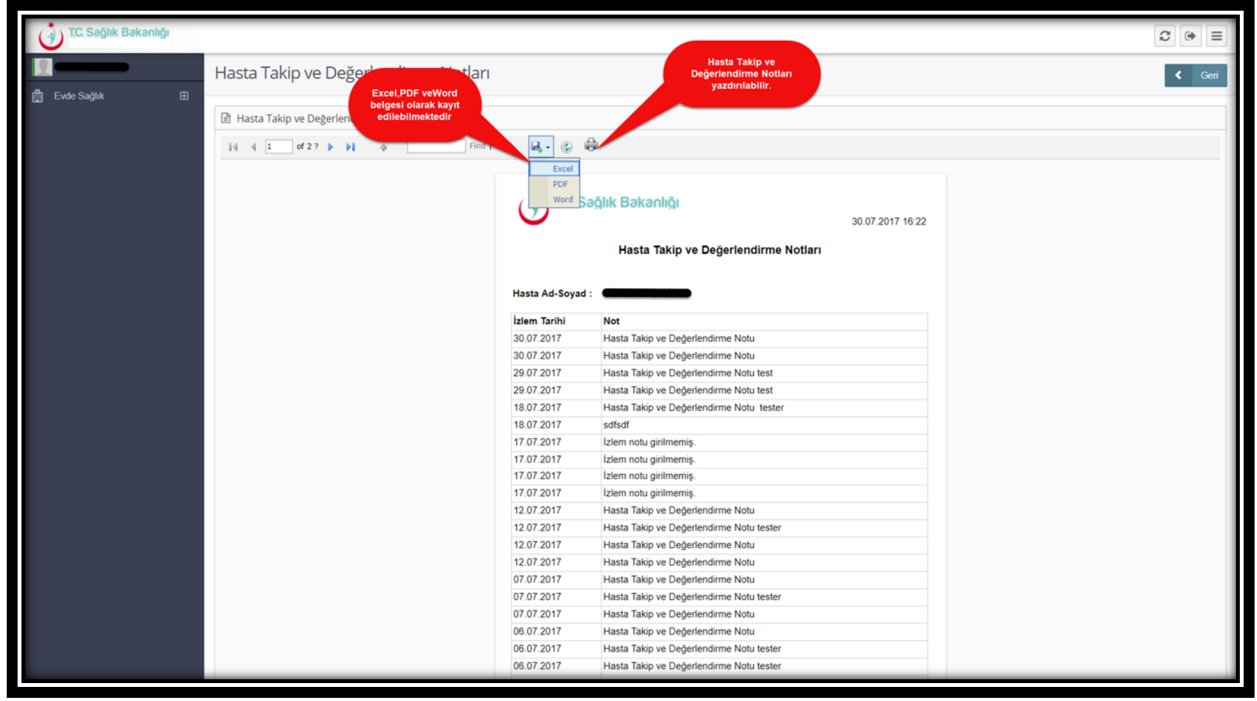 T.C. Sağlık Bakanlığı
Hasta Takip ve Değerlendirme Notları
Geri
Evde Sağlık
Excel,PDF veWord
belgesi olarak kayıt
edilebilmektedir
Hasta Takip ve
Değerlendirme Notları
yazdırılabilir.
Hasta Takip ve Değerlen
1 of 2 ? Find
Excel
PDF
Word
Sağlık Bakanlığı
30.07.2017 16:22
Hasta Takip ve Değerlendirme Notları
Hasta Ad-Soyad :
İzlem Tarihi Not
30.07.2017 Hasta Takip ve Değerlendirme Notu
30.07.2017 Hasta Takip ve Değerlendirme Notu
29.07.2017 Hasta Takip ve Değerlendirme Notu test
29.07.2017 Hasta Takip ve Değerlendirme Notu test
18.07.2017 Hasta Takip ve Değerlendirme Notu tester
18.07.2017 sdfsdf
17.07.2017 İzlem notu girilmemiş.
17.07.2017 İzlem notu girilmemiş.
17.07.2017 İzlem notu girilmemiş.
17.07.2017 İzlem notu girilmemiş.
12.07.2017 Hasta Takip ve Değerlendirme Notu
12.07.2017 Hasta Takip ve Değerlendirme Notu tester
12.07.2017 Hasta Takip ve Değerlendirme Notu
12.07.2017 Hasta Takip ve Değerlendirme Notu
07.07.2017 Hasta Takip ve Değerlendirme Notu
07.07.2017 Hasta Takip ve Değerlendirme Notu tester
07.07.2017 Hasta Takip ve Değerlendirme Notu
06.07.2017 Hasta Takip ve Değerlendirme Notu
06.07.2017 Hasta Takip ve Değerlendirme Notu tester
06.07.2017 Hasta Takip ve Değerlendirme Notu tester